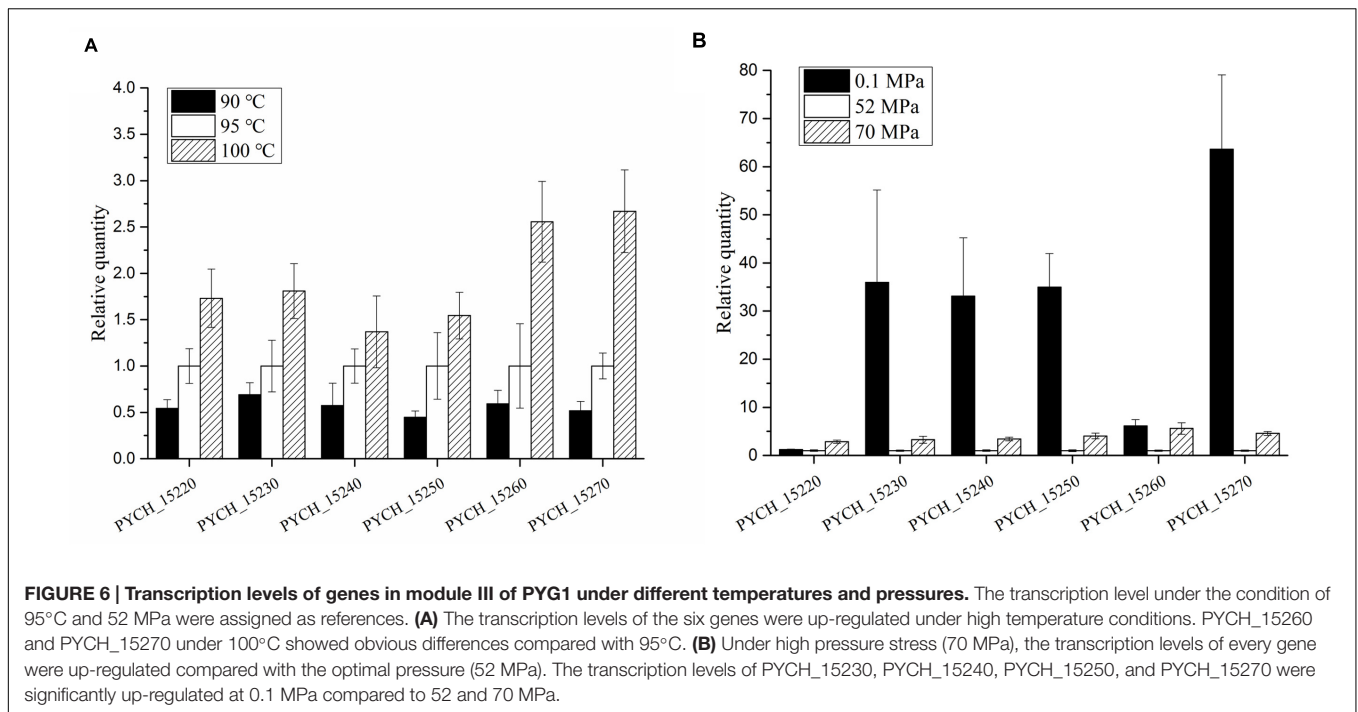 A
4.0
3.5
3.0
2.5
2.0
1.5
1.0
0.5
0.0
Relative quantity
90 °C
95 °C
100 °C
PYCH_15220
PYCH_15230
PYCH_15240
PYCH_15250
PYCH_15260
PYCH_15270
B
80
70
60
50
40
30
20
10
0
Relative quantity
0.1 MPa
52 MPa
70 MPa
PYCH_15220
PYCH_15230
PYCH_15240
PYCH_15250
PYCH_15260
PYCH_15270
FIGURE 6 | Transcription levels of genes in module III of PYG1 under different temperatures and pressures. The transcription level under the condition of
95°C and 52 MPa were assigned as references. (A) The transcription levels of the six genes were up-regulated under high temperature conditions. PYCH_15260
and PYCH_15270 under 100°C showed obvious differences compared with 95°C. (B) Under high pressure stress (70 MPa), the transcription levels of every gene
were up-regulated compared with the optimal pressure (52 MPa). The transcription levels of PYCH_15230, PYCH_15240, PYCH_15250, and PYCH_15270 were
significantly up-regulated at 0.1 MPa compared to 52 and 70 MPa.